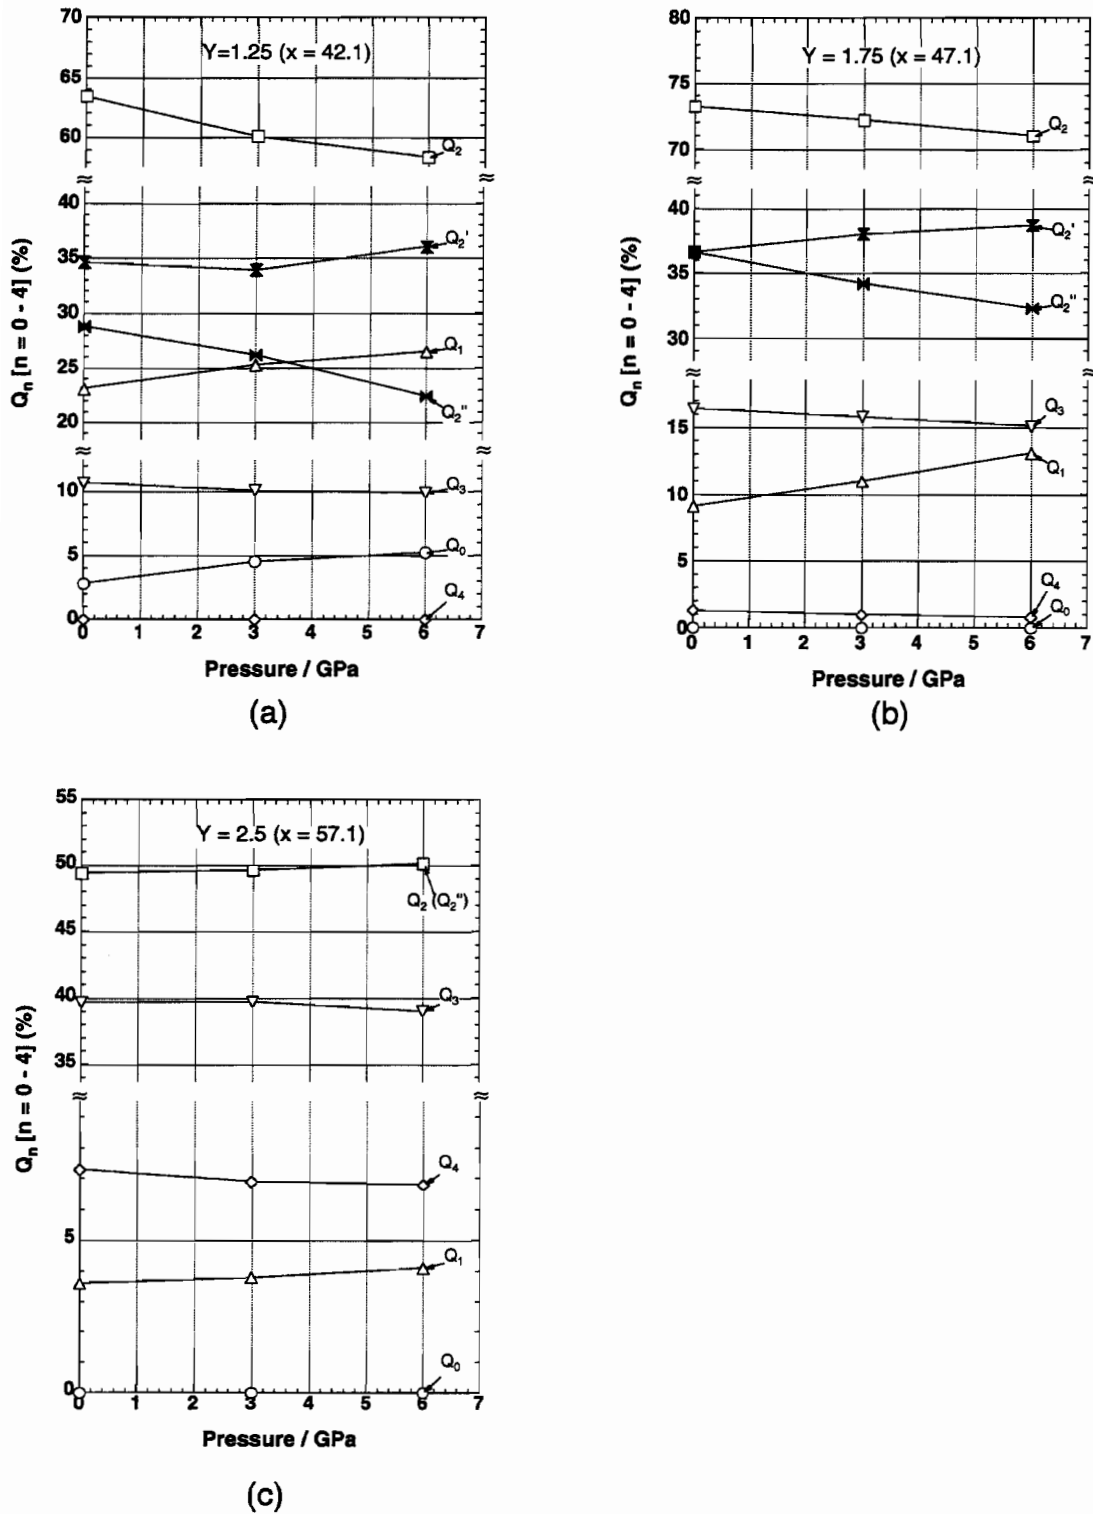 70
65
60
40
35
30
25
20
10
5
0
Y=1.25 (x = 42.1)
Q2
Q2'
Q1
Q2''
Q3
Q0
Q4
Qn [n = 0 - 4] (%)
0 1 2 3 4 5 6 7
Pressure / GPa
(a)
80
75
70
40
35
30
15
10
5
0
Y = 1.75 (x = 47.1)
Q2
Q2'
Q2''
Q3
Q1
Q4
Q0
Qn [n = 0 - 4] (%)
0 1 2 3 4 5 6 7
Pressure / GPa
(b)
55
50
45
40
35
5
0
Y = 2.5 (x = 57.1)
Q2 (Q2'')
Q3
Q4
Q1
Q0
Qn [n = 0 - 4] (%)
0 1 2 3 4 5 6 7
Pressure / GPa
(c)